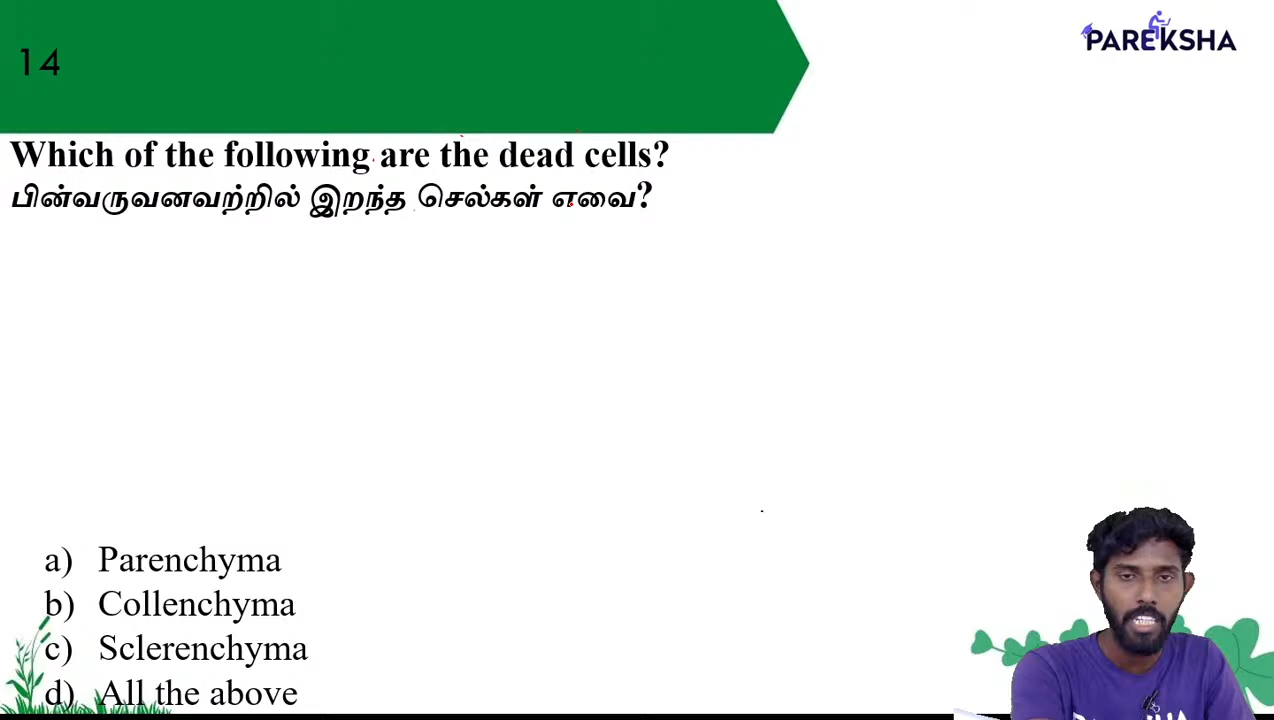 14
PAREKSHA
Which of the following are the dead cells?
பின்வருவனவற்றில் இறந்த செல்கள் எவை?
a) Parenchyma
b) Collenchyma
c) Sclerenchyma
d) All the above